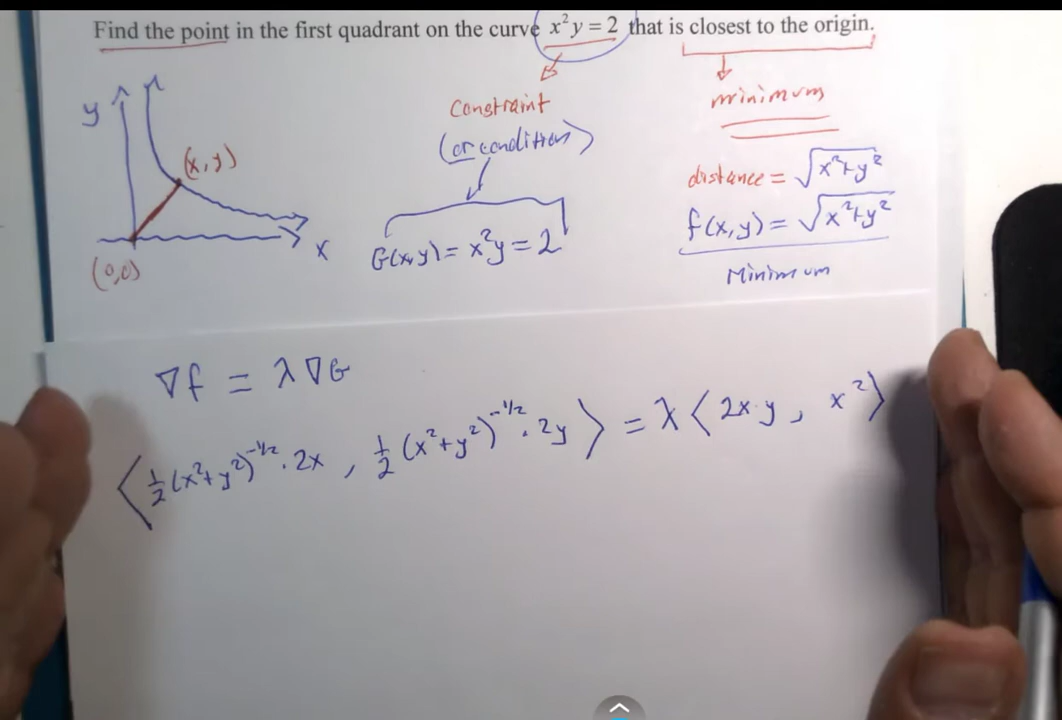 Find the point in the first quadrant on the curve x²y = 2 that is closest to the origin.
y
(x,y)
(0,0)
x
Constraint
(or condition)
G(x,y) = x²y = 2
minimum
distance = √x²+y²
f(x,y) = √x²+y²
Minimum
∇f = λ∇G
⟨ ½(x²+y²)^-1/2 · 2x , ½(x²+y²)^-1/2 · 2y ⟩ = λ⟨ 2x·y , x² ⟩